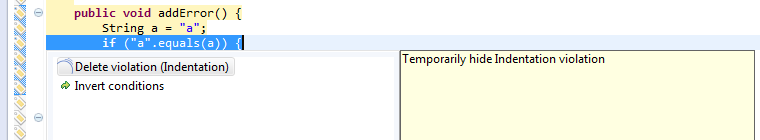 public void addError() {
String a = "a";
if ("a".equals(a)) {
Delete violation (Indentation)
Invert conditions
Temporarily hide Indentation violation